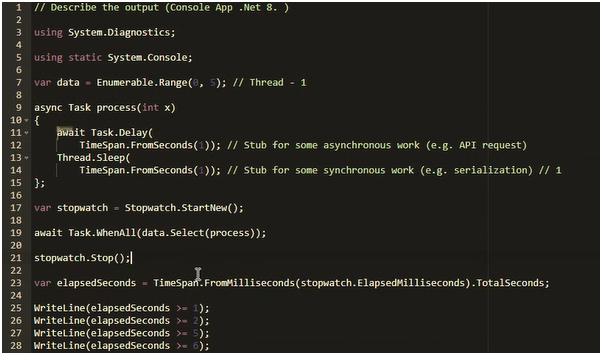 1 // Describe the output (Console App .Net 8. )
2
3 using System.Diagnostics;
4
5 using static System.Console;
6
7 var data = Enumerable.Range(0, 5); // Thread - 1
8
9 async Task process(int x)
10 {
11 await Task.Delay(
12 TimeSpan.FromSeconds(1)); // Stub for some asynchronous work (e.g. API request)
13 Thread.Sleep(
14 TimeSpan.FromSeconds(1)); // Stub for some synchronous work (e.g. serialization) // 1
15 };
16
17 var stopwatch = Stopwatch.StartNew();
18
19 await Task.WhenAll(data.Select(process));
20
21 stopwatch.Stop();
22
23 var elapsedSeconds = TimeSpan.FromMilliseconds(stopwatch.ElapsedMilliseconds).TotalSeconds;
24
25 WriteLine(elapsedSeconds >= 1);
26 WriteLine(elapsedSeconds >= 2);
27 WriteLine(elapsedSeconds >= 5);
28 WriteLine(elapsedSeconds >= 6);